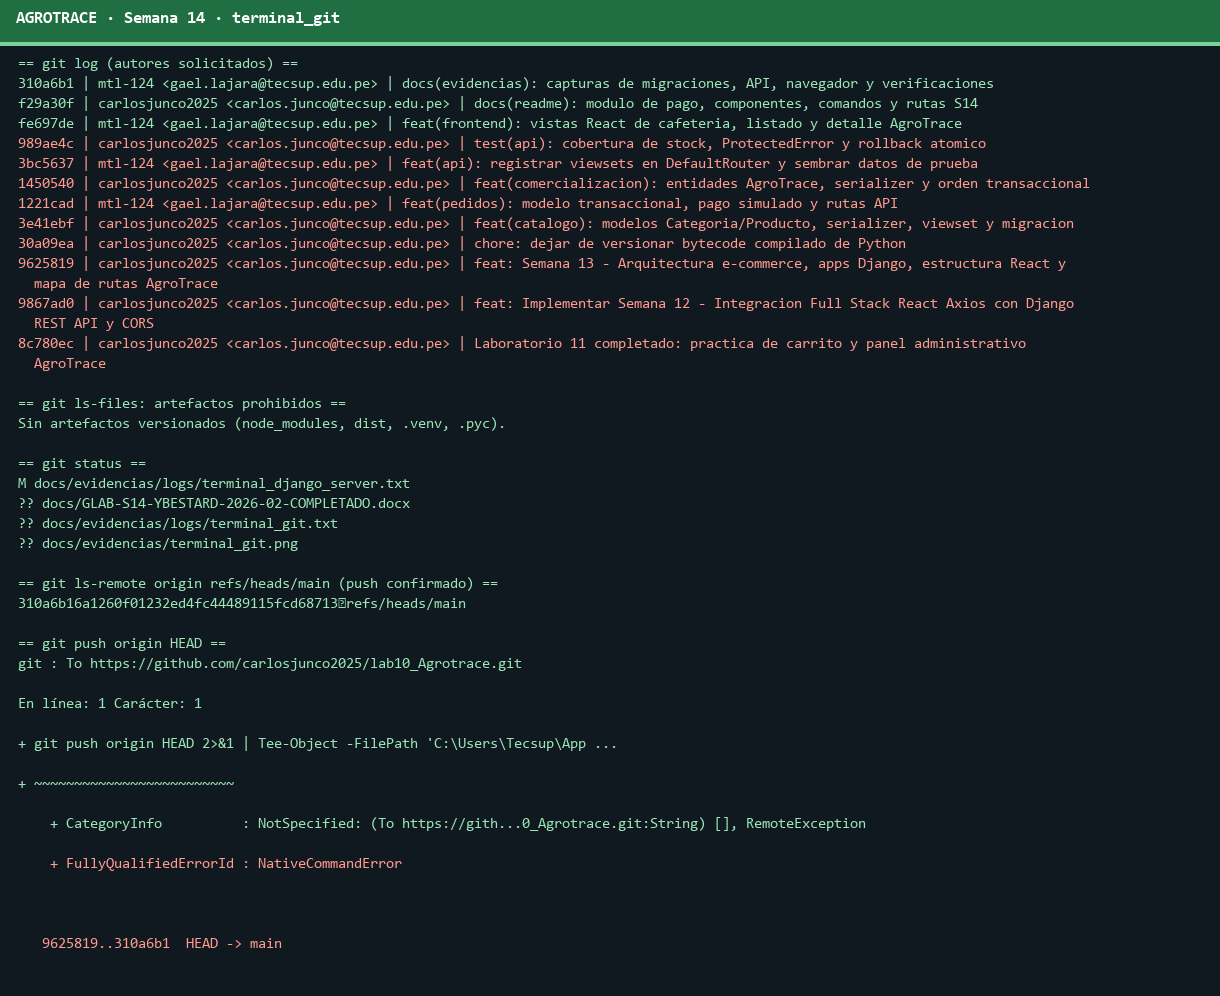 AGROTRACE · Semana 14 · terminal_git
== git log (autores solicitados) ==
310a6b1 | mtl-124 <gael.lajara@tecsup.edu.pe> | docs(evidencias): capturas de migraciones, API, navegador y verificaciones
f29a30f | carlosjunco2025 <carlos.junco@tecsup.edu.pe> | docs(readme): modulo de pago, componentes, comandos y rutas S14
fe697de | mtl-124 <gael.lajara@tecsup.edu.pe> | feat(frontend): vistas React de cafeteria, listado y detalle AgroTrace
989ae4c | carlosjunco2025 <carlos.junco@tecsup.edu.pe> | test(api): cobertura de stock, ProtectedError y rollback atomico
3bc5637 | mtl-124 <gael.lajara@tecsup.edu.pe> | feat(api): registrar viewsets en DefaultRouter y sembrar datos de prueba
1450540 | carlosjunco2025 <carlos.junco@tecsup.edu.pe> | feat(comercializacion): entidades AgroTrace, serializer y orden transaccional
1221cad | mtl-124 <gael.lajara@tecsup.edu.pe> | feat(pedidos): modelo transaccional, pago simulado y rutas API
3e41ebf | carlosjunco2025 <carlos.junco@tecsup.edu.pe> | feat(catalogo): modelos Categoria/Producto, serializer, viewset y migracion
30a09ea | carlosjunco2025 <carlos.junco@tecsup.edu.pe> | chore: dejar de versionar bytecode compilado de Python
9625819 | carlosjunco2025 <carlos.junco@tecsup.edu.pe> | feat: Semana 13 - Arquitectura e-commerce, apps Django, estructura React y
mapa de rutas AgroTrace
9867ad0 | carlosjunco2025 <carlos.junco@tecsup.edu.pe> | feat: Implementar Semana 12 - Integracion Full Stack React Axios con Django
REST API y CORS
8c780ec | carlosjunco2025 <carlos.junco@tecsup.edu.pe> | Laboratorio 11 completado: practica de carrito y panel administrativo
AgroTrace
== git ls-files: artefactos prohibidos ==
Sin artefactos versionados (node_modules, dist, .venv, .pyc).
== git status ==
M docs/evidencias/logs/terminal_django_server.txt
?? docs/GLAB-S14-YBESTARD-2026-02-COMPLETADO.docx
?? docs/evidencias/logs/terminal_git.txt
?? docs/evidencias/terminal_git.png
== git ls-remote origin refs/heads/main (push confirmado) ==
310a6b16a1260f01232ed4fc44489115fcd68713 refs/heads/main
== git push origin HEAD ==
git : To https://github.com/carlosjunco2025/lab10_Agrotrace.git
En línea: 1 Carácter: 1
+ git push origin HEAD 2>&1 | Tee-Object -FilePath 'C:\Users\Tecsup\App ...
+ ~~~~~~~~~~~~~~~~~~~~~~~~~
+ CategoryInfo          : NotSpecified: (To https://gith...0_Agrotrace.git:String) [], RemoteException
+ FullyQualifiedErrorId : NativeCommandError
9625819..310a6b1  HEAD -> main